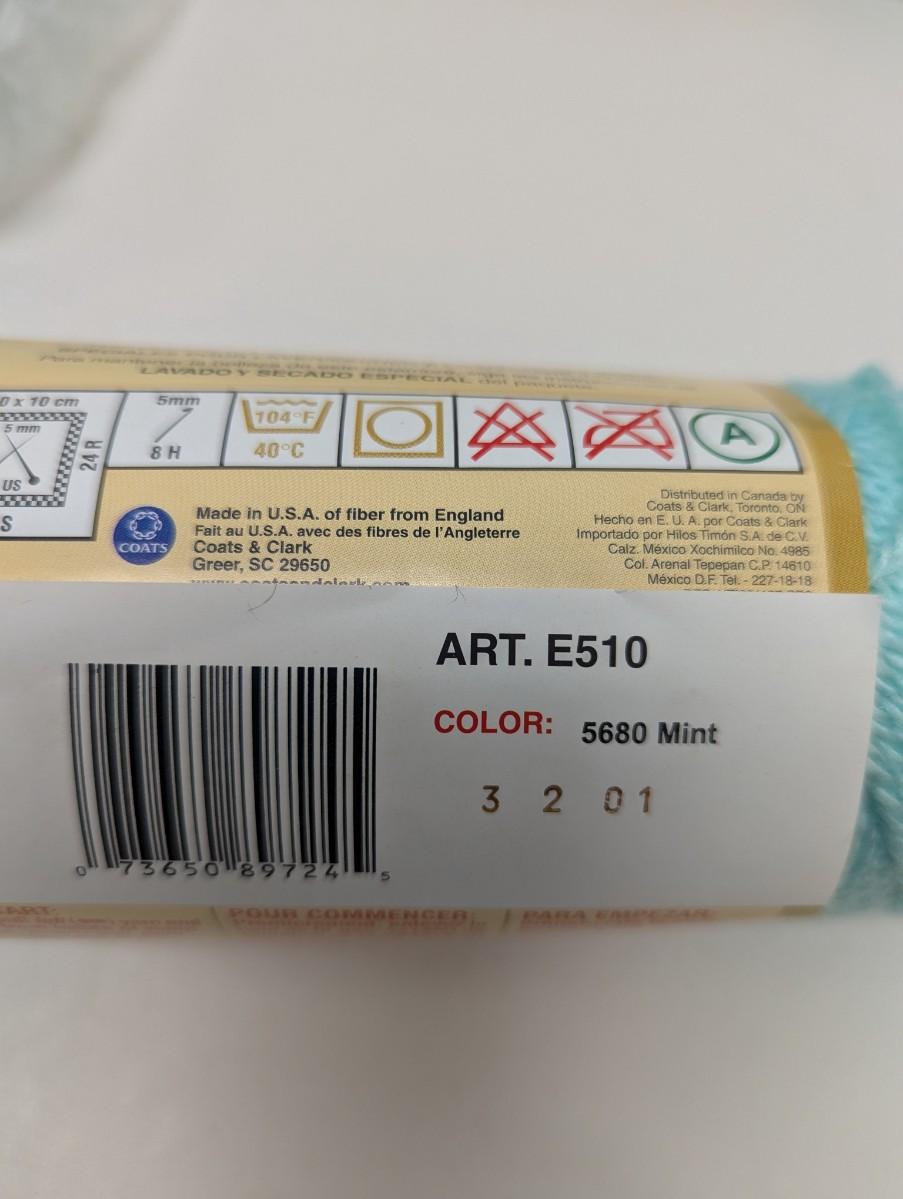 LAVADO Y SECADO ESPECIAL del
0 x 10 cm
5 mm
24 R
US
S
5mm
8 H
104°F
40°C
A
COATS
Made in U.S.A. of fiber from England
Fait au U.S.A. avec des fibres de l'Angleterre
Coats & Clark
Greer, SC 29650
Distributed in Canada by
Coats & Clark, Toronto, ON
Hecho en E. U. A. por Coats & Clark
Importado por Hilos Timón S.A. de C.V.
Calz. México Xochimilco No. 4985
Col. Arenal Tepepan C.P. 14610
México D.F. Tel. - 227-18-18
ART. E510
COLOR: 5680 Mint
3 2 01
0 73650 89724 5
POUR COMMENCER:
PARA EMPEZAR: